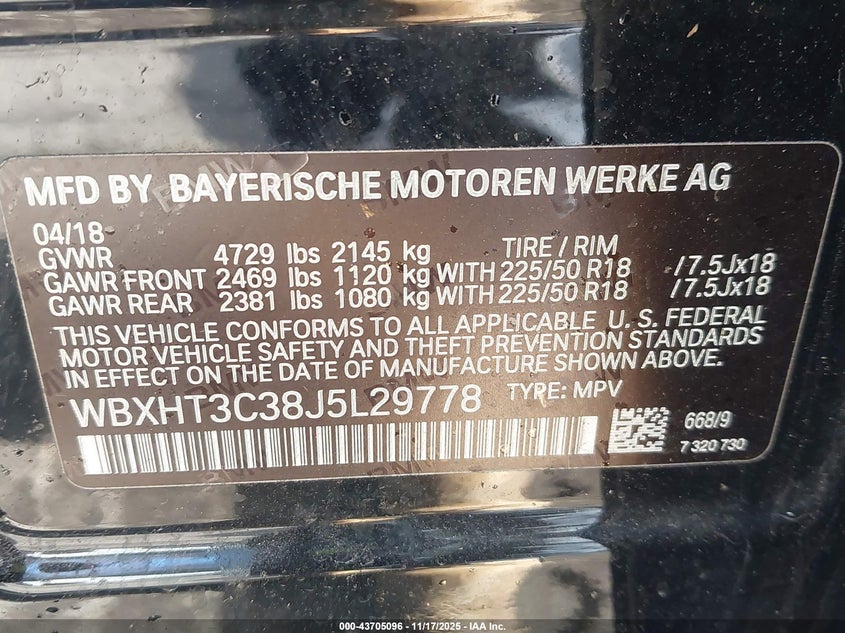 MFD BY BAYERISCHE MOTOREN WERKE AG
04/18
GVWR 4729 lbs 2145 kg TIRE / RIM
GAWR FRONT 2469 lbs 1120 kg WITH 225/50 R18 /7.5Jx18
GAWR REAR 2381 lbs 1080 kg WITH 225/50 R18 /7.5Jx18
THIS VEHICLE CONFORMS TO ALL APPLICABLE U. S. FEDERAL
MOTOR VEHICLE SAFETY AND THEFT PREVENTION STANDARDS
IN EFFECT ON THE DATE OF MANUFACTURE SHOWN ABOVE.
WBXHT3C38J5L29778 TYPE: MPV
668/9
7 320 730
000-43705096 - 11/17/2025 - IAA Inc.